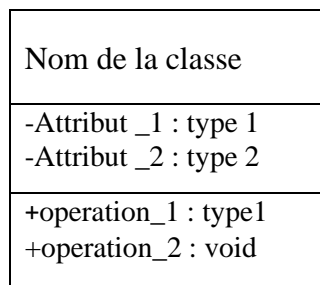 Nom de la classe
-Attribut _1 : type 1
-Attribut _2 : type 2
+operation_1 : type1
+operation_2 : void